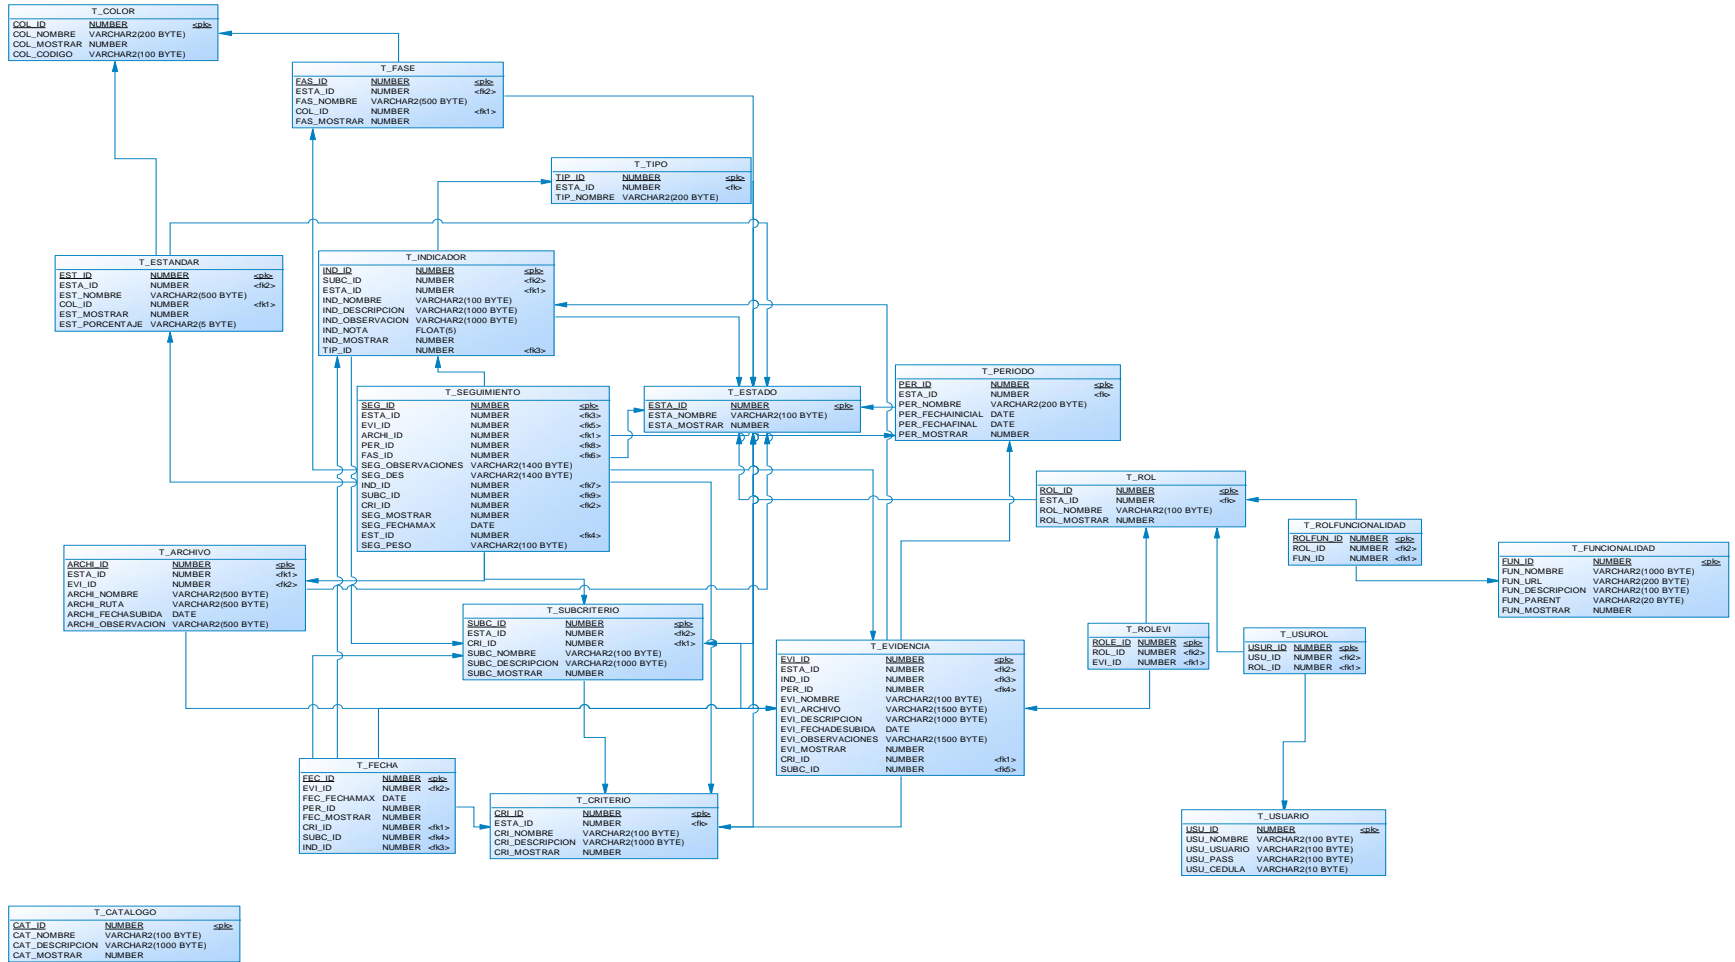 T_COLOR
COL_ID NUMBER <pk>
COL_NOMBRE VARCHAR2(200 BYTE)
COL_MOSTRAR NUMBER
COL_CODIGO VARCHAR2(100 BYTE)
T_FASE
FAS_ID NUMBER <pk>
ESTA_ID NUMBER <fk2>
FAS_NOMBRE VARCHAR2(500 BYTE)
COL_ID NUMBER <fk1>
FAS_MOSTRAR NUMBER
T_TIPO
TIP_ID NUMBER <pk>
ESTA_ID NUMBER <fk>
TIP_NOMBRE VARCHAR2(200 BYTE)
T_ESTANDAR
EST_ID NUMBER <pk>
ESTA_ID NUMBER <fk2>
EST_NOMBRE VARCHAR2(500 BYTE)
COL_ID NUMBER <fk1>
EST_MOSTRAR NUMBER
EST_PORCENTAJE VARCHAR2(5 BYTE)
T_INDICADOR
IND_ID NUMBER <pk>
SUBC_ID NUMBER <fk2>
ESTA_ID NUMBER <fk1>
IND_NOMBRE VARCHAR2(100 BYTE)
IND_DESCRIPCION VARCHAR2(1000 BYTE)
IND_OBSERVACION VARCHAR2(1000 BYTE)
IND_NOTA FLOAT(5)
IND_MOSTRAR NUMBER
TIP_ID NUMBER <fk3>
T_SEGUIMIENTO
SEG_ID NUMBER <pk>
ESTA_ID NUMBER <fk3>
EVI_ID NUMBER <fk5>
ARCHI_ID NUMBER <fk1>
PER_ID NUMBER <fk8>
FAS_ID NUMBER <fk6>
SEG_OBSERVACIONES VARCHAR2(1400 BYTE)
SEG_DES VARCHAR2(1400 BYTE)
IND_ID NUMBER <fk7>
SUBC_ID NUMBER <fk9>
CRI_ID NUMBER <fk2>
SEG_MOSTRAR NUMBER
SEG_FECHAMAX DATE
EST_ID NUMBER <fk4>
SEG_PESO VARCHAR2(100 BYTE)
T_ESTADO
ESTA_ID NUMBER <pk>
ESTA_NOMBRE VARCHAR2(100 BYTE)
ESTA_MOSTRAR NUMBER
T_PERIODO
PER_ID NUMBER <pk>
ESTA_ID NUMBER <fk>
PER_NOMBRE VARCHAR2(200 BYTE)
PER_FECHAINICIAL DATE
PER_FECHAFINAL DATE
PER_MOSTRAR NUMBER
T_ROL
ROL_ID NUMBER <pk>
ESTA_ID NUMBER <fk>
ROL_NOMBRE VARCHAR2(100 BYTE)
ROL_MOSTRAR NUMBER
T_ROLFUNCIONALIDAD
ROLFUN_ID NUMBER <pk>
ROL_ID NUMBER <fk2>
FUN_ID NUMBER <fk1>
T_FUNCIONALIDAD
FUN_ID NUMBER <pk>
FUN_NOMBRE VARCHAR2(1000 BYTE)
FUN_URL VARCHAR2(200 BYTE)
FUN_DESCRIPCION VARCHAR2(100 BYTE)
FUN_PARENT VARCHAR2(20 BYTE)
FUN_MOSTRAR NUMBER
T_ARCHIVO
ARCHI_ID NUMBER <pk>
ESTA_ID NUMBER <fk1>
EVI_ID NUMBER <fk2>
ARCHI_NOMBRE VARCHAR2(500 BYTE)
ARCHI_RUTA VARCHAR2(500 BYTE)
ARCHI_FECHASUBIDA DATE
ARCHI_OBSERVACION VARCHAR2(500 BYTE)
T_SUBCRITERIO
SUBC_ID NUMBER <pk>
ESTA_ID NUMBER <fk2>
CRI_ID NUMBER <fk1>
SUBC_NOMBRE VARCHAR2(100 BYTE)
SUBC_DESCRIPCION VARCHAR2(1000 BYTE)
SUBC_MOSTRAR NUMBER
T_EVIDENCIA
EVI_ID NUMBER <pk>
ESTA_ID NUMBER <fk2>
IND_ID NUMBER <fk3>
PER_ID NUMBER <fk4>
EVI_NOMBRE VARCHAR2(100 BYTE)
EVI_ARCHIVO VARCHAR2(1500 BYTE)
EVI_DESCRIPCION VARCHAR2(1000 BYTE)
EVI_FECHADESUBIDA DATE
EVI_OBSERVACIONES VARCHAR2(1500 BYTE)
EVI_MOSTRAR NUMBER
CRI_ID NUMBER <fk1>
SUBC_ID NUMBER <fk5>
T_ROLEVI
ROLE_ID NUMBER <pk>
ROL_ID NUMBER <fk2>
EVI_ID NUMBER <fk1>
T_USUROL
USUR_ID NUMBER <pk>
USU_ID NUMBER <fk2>
ROL_ID NUMBER <fk1>
T_FECHA
FEC_ID NUMBER <pk>
EVI_ID NUMBER <fk2>
FEC_FECHAMAX DATE
PER_ID NUMBER
FEC_MOSTRAR NUMBER
CRI_ID NUMBER <fk1>
SUBC_ID NUMBER <fk4>
IND_ID NUMBER <fk3>
T_CRITERIO
CRI_ID NUMBER <pk>
ESTA_ID NUMBER <fk>
CRI_NOMBRE VARCHAR2(100 BYTE)
CRI_DESCRIPCION VARCHAR2(1000 BYTE)
CRI_MOSTRAR NUMBER
T_USUARIO
USU_ID NUMBER <pk>
USU_NOMBRE VARCHAR2(100 BYTE)
USU_USUARIO VARCHAR2(100 BYTE)
USU_PASS VARCHAR2(100 BYTE)
USU_CEDULA VARCHAR2(10 BYTE)
T_CATALOGO
CAT_ID NUMBER <pk>
CAT_NOMBRE VARCHAR2(100 BYTE)
CAT_DESCRIPCION VARCHAR2(1000 BYTE)
CAT_MOSTRAR NUMBER